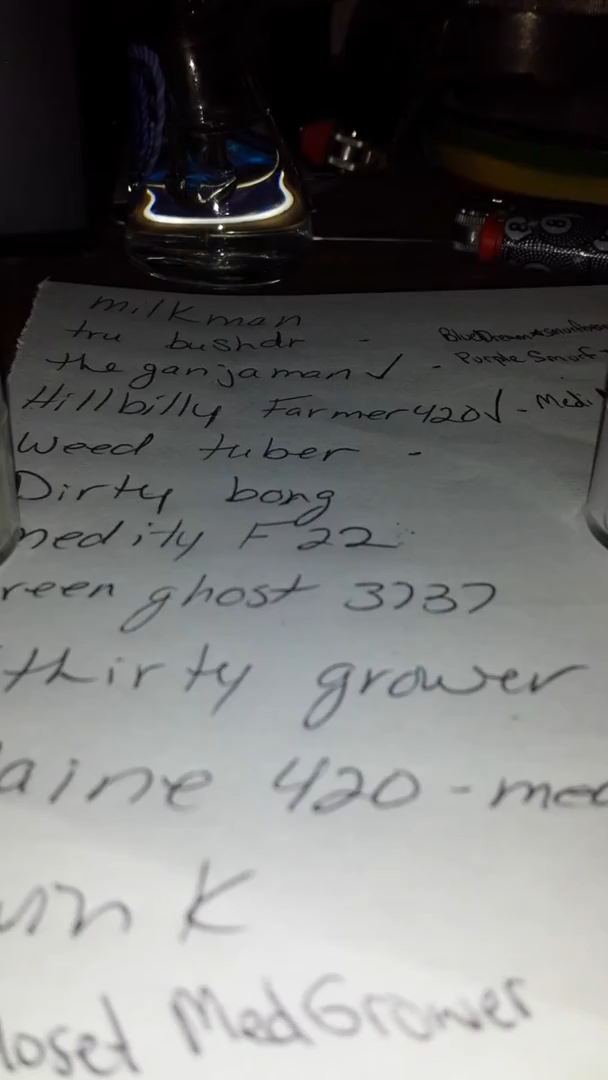 milkman
tru bushdr -
the ganjaman ✓ - Purple Smurf
Hillbilly Farmer420 ✓ - Medi
Weed tuber -
Dirty bong
medity F22
reen ghost 3737
thirty grower
aine 420 - med
K
loset MedGrower